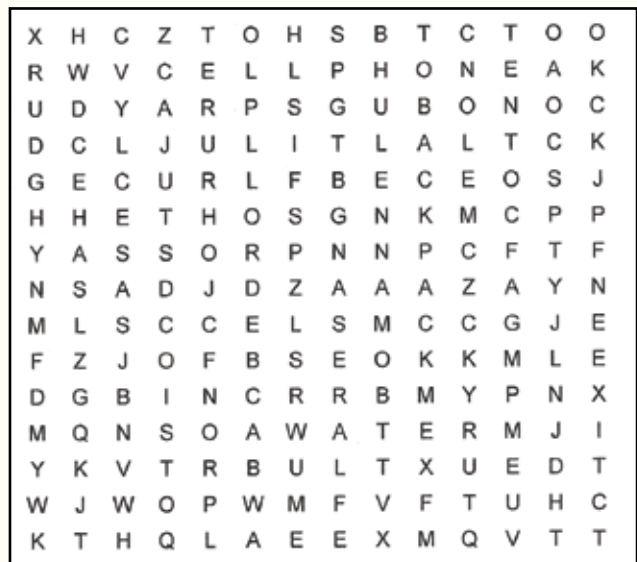 X H C Z T O H S B T C T O O
R W V C E L L P H O N E A K
U D Y A R P S G U B O N O C
D C L J U L I T L A L T C K
G E C U R L F B E C E O S J
H H E T H O S G N K M C P P
Y A S S O R P N N P C F T F
N S A D J D Z A A A Z A Y N
M L S C C E L S M C C G J E
F Z J O F B S E O K K M L E
D G B I N C R R B M Y P N X
M Q N S O A W A T E R M J I
Y K V T R B U L T X U E D T
W J W O P W M F V F T U H C
K T H Q L A E E X M Q V T T